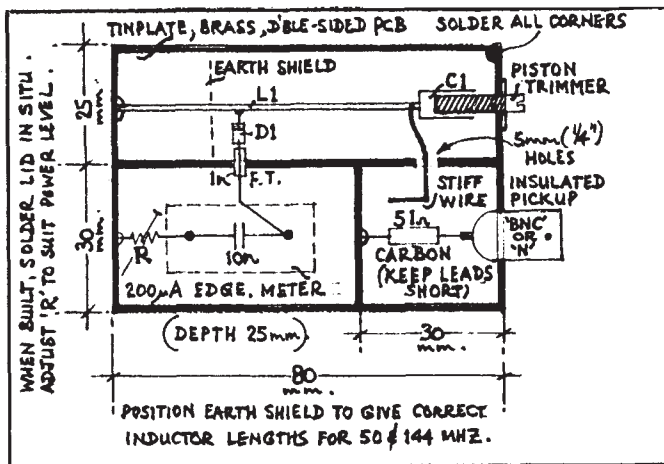 TINPLATE, BRASS, D'BLE-SIDED PCB
SOLDER ALL CORNERS
EARTH SHIELD
L1
C1
PISTON
TRIMMER
D1
25
mm.
5mm (¼")
HOLES
1n F.T.
STIFF
WIRE
INSULATED
PICKUP
51Ω
'BNC'
OR
'N'
R
10n
CARBON
(KEEP LEADS
SHORT)
200µA EDGE. METER
30
mm.
(DEPTH 25mm.)
30
mm.
80
mm.
WHEN BUILT, SOLDER LID IN SITU.
ADJUST 'R' TO SUIT POWER LEVEL.
POSITION EARTH SHIELD TO GIVE CORRECT
INDUCTOR LENGTHS FOR 50 & 144 MHZ.